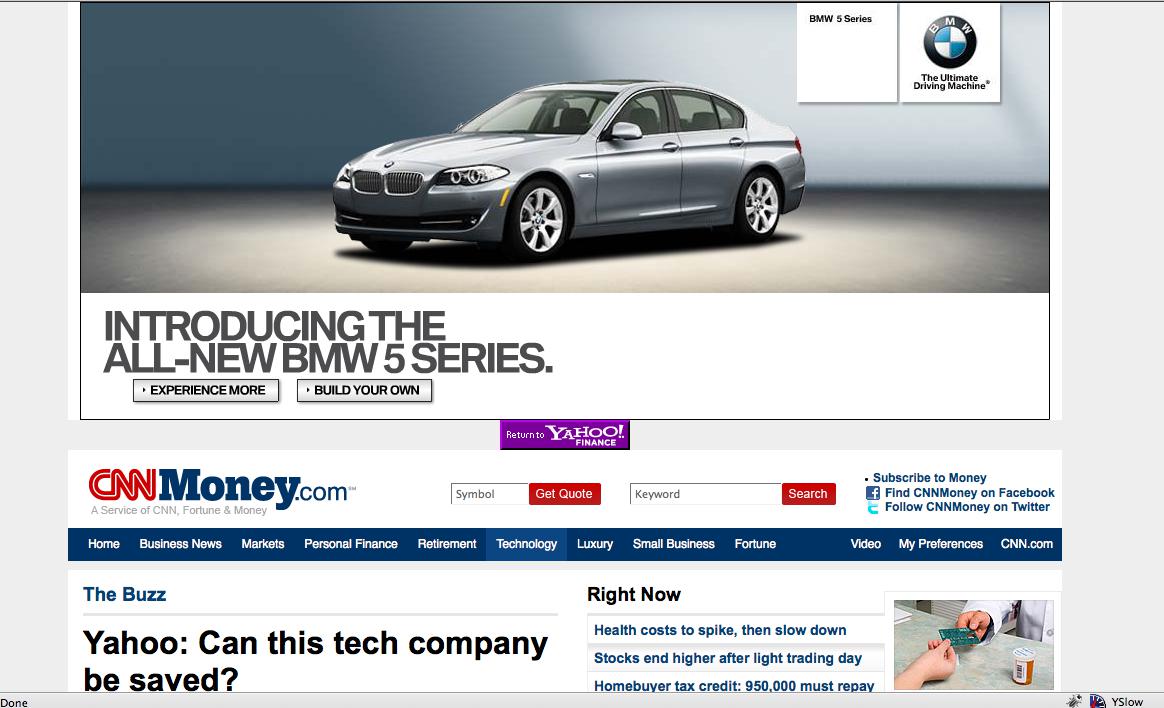 BMW 5 Series
BMW
The Ultimate
Driving Machine®
INTRODUCING THE
ALL-NEW BMW 5 SERIES.
EXPERIENCE MORE
BUILD YOUR OWN
Return to YAHOO!
FINANCE
CNNMoney.com℠
A Service of CNN, Fortune & Money
Symbol
Get Quote
Keyword
Search
Subscribe to Money
Find CNNMoney on Facebook
Follow CNNMoney on Twitter
Home Business News Markets Personal Finance Retirement Technology Luxury Small Business Fortune Video My Preferences CNN.com
The Buzz
Yahoo: Can this tech company
be saved?
Right Now
Health costs to spike, then slow down
Stocks end higher after light trading day
Homebuyer tax credit: 950,000 must repay
Done
YSlow